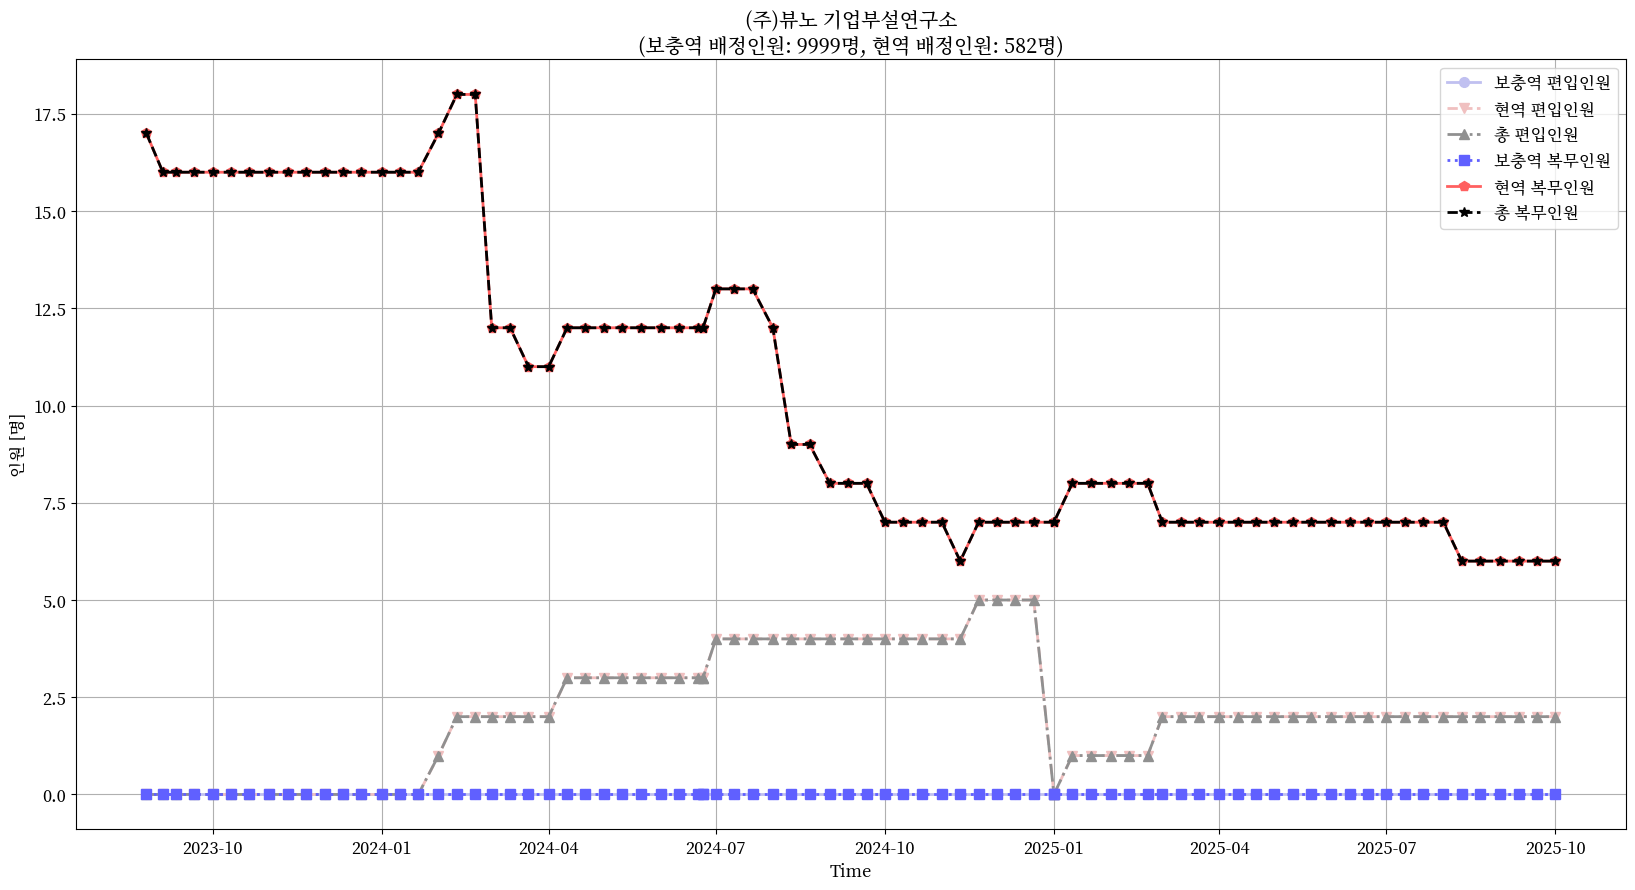 (주)뷰노 기업부설연구소
(보충역 배정인원: 9999명, 현역 배정인원: 582명)
보충역 편입인원
현역 편입인원
총 편입인원
보충역 복무인원
현역 복무인원
총 복무인원
인원 [명]
17.5
15.0
12.5
10.0
7.5
5.0
2.5
0.0
2023-10 2024-01 2024-04 2024-07 2024-10 2025-01 2025-04 2025-07 2025-10
Time